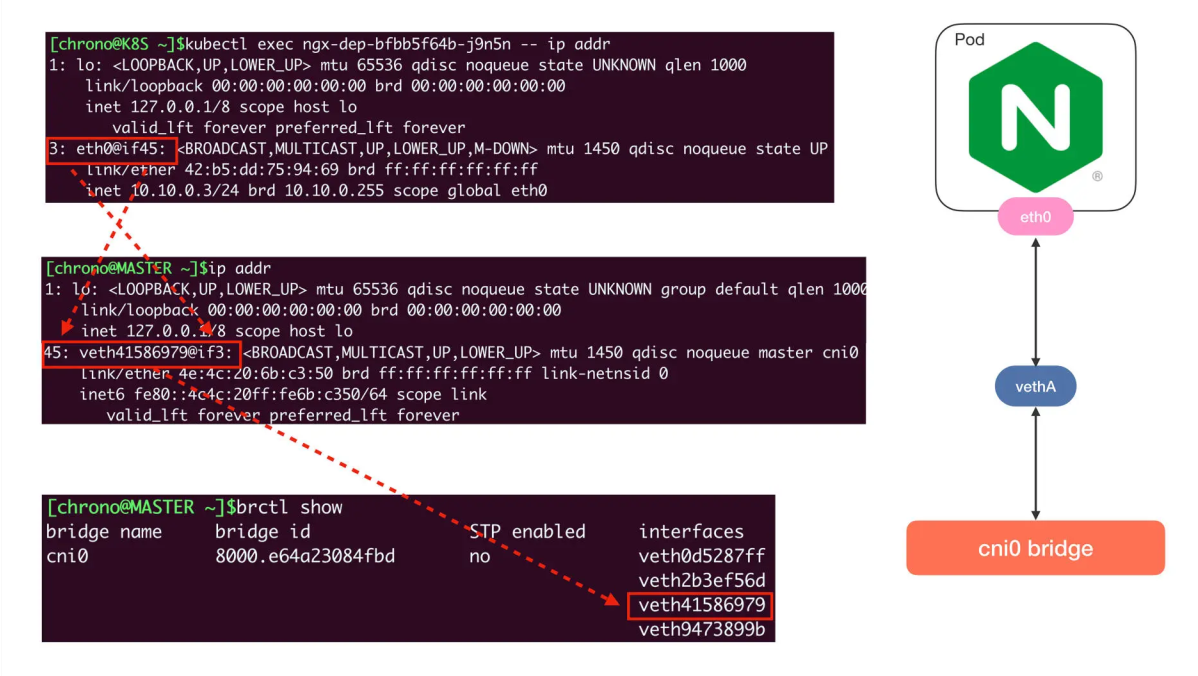 [chrono@K8S ~]$kubectl exec ngx-dep-bfbb5f64b-j9n5n -- ip addr
1: lo: <LOOPBACK,UP,LOWER_UP> mtu 65536 qdisc noqueue state UNKNOWN qlen 1000
link/loopback 00:00:00:00:00:00 brd 00:00:00:00:00:00
inet 127.0.0.1/8 scope host lo
valid_lft forever preferred_lft forever
3: eth0@if45: <BROADCAST,MULTICAST,UP,LOWER_UP,M-DOWN> mtu 1450 qdisc noqueue state UP
link/ether 42:b5:dd:75:94:69 brd ff:ff:ff:ff:ff:ff
inet 10.10.0.3/24 brd 10.10.0.255 scope global eth0
[chrono@MASTER ~]$ip addr
1: lo: <LOOPBACK,UP,LOWER_UP> mtu 65536 qdisc noqueue state UNKNOWN group default qlen 1000
link/loopback 00:00:00:00:00:00 brd 00:00:00:00:00:00
inet 127.0.0.1/8 scope host lo
45: veth41586979@if3: <BROADCAST,MULTICAST,UP,LOWER_UP> mtu 1450 qdisc noqueue master cni0
link/ether 4e:4c:20:6b:c3:50 brd ff:ff:ff:ff:ff:ff link-netnsid 0
inet6 fe80::4c4c:20ff:fe6b:c350/64 scope link
valid_lft forever preferred_lft forever
[chrono@MASTER ~]$brctl show
bridge name bridge id STP enabled interfaces
cni0 8000.e64a23084fbd no veth0d5287ff
veth2b3ef56d
veth41586979
veth9473899b
Pod
N
®
eth0
vethA
cni0 bridge